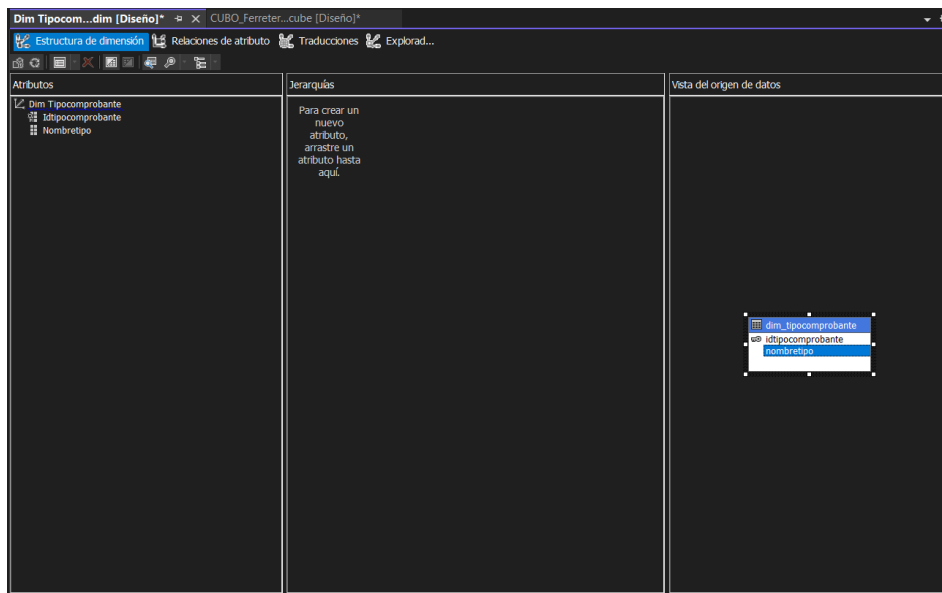 Dim Tipocom...dim [Diseño]* CUBO_Ferreter...cube [Diseño]*
Estructura de dimensión Relaciones de atributo Traducciones Explorad...
Atributos
Dim Tipocomprobante
Idtipocomprobante
Nombretipo
Jerarquías
Para crear un
nuevo
atributo,
arrastre un
atributo hasta
aquí.
Vista del origen de datos
dim_tipocomprobante
idtipocomprobante
nombretipo